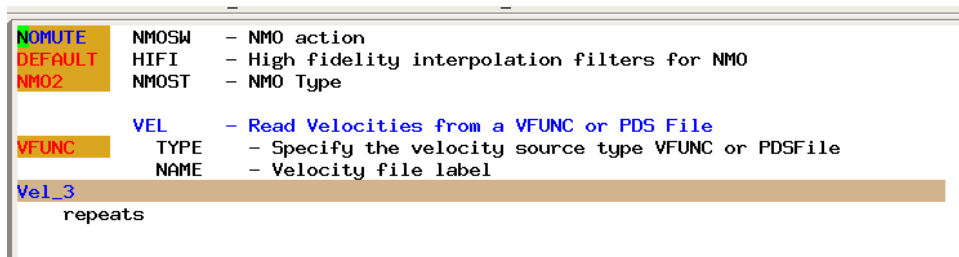 NOMUTE NMOSW – NMO action
DEFAULT HIFI – High fidelity interpolation filters for NMO
NMO2 NMOST – NMO Type
VEL – Read Velocities from a VFUNC or PDS File
VFUNC TYPE – Specify the velocity source type VFUNC or PDSFile
NAME – Velocity file label
Vel_3
repeats